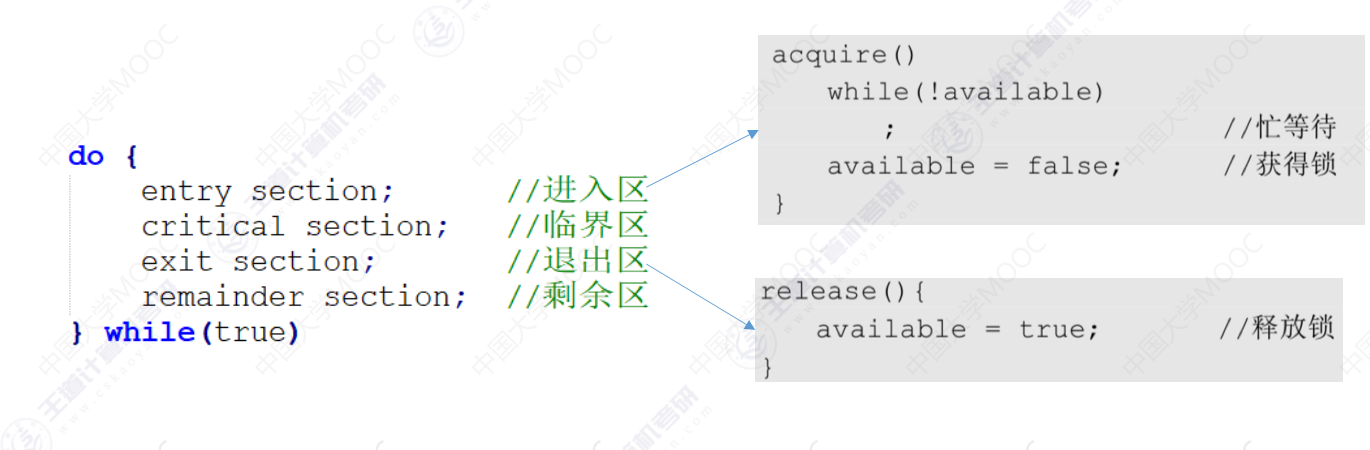 do {
entry section; //进入区
critical section; //临界区
exit section; //退出区
remainder section; //剩余区
} while(true)
acquire()
while(!available)
; //忙等待
available = false; //获得锁
}
release(){
available = true; //释放锁
}
中国大学MOOC
王道计算机考研
www.cskaoyan.com